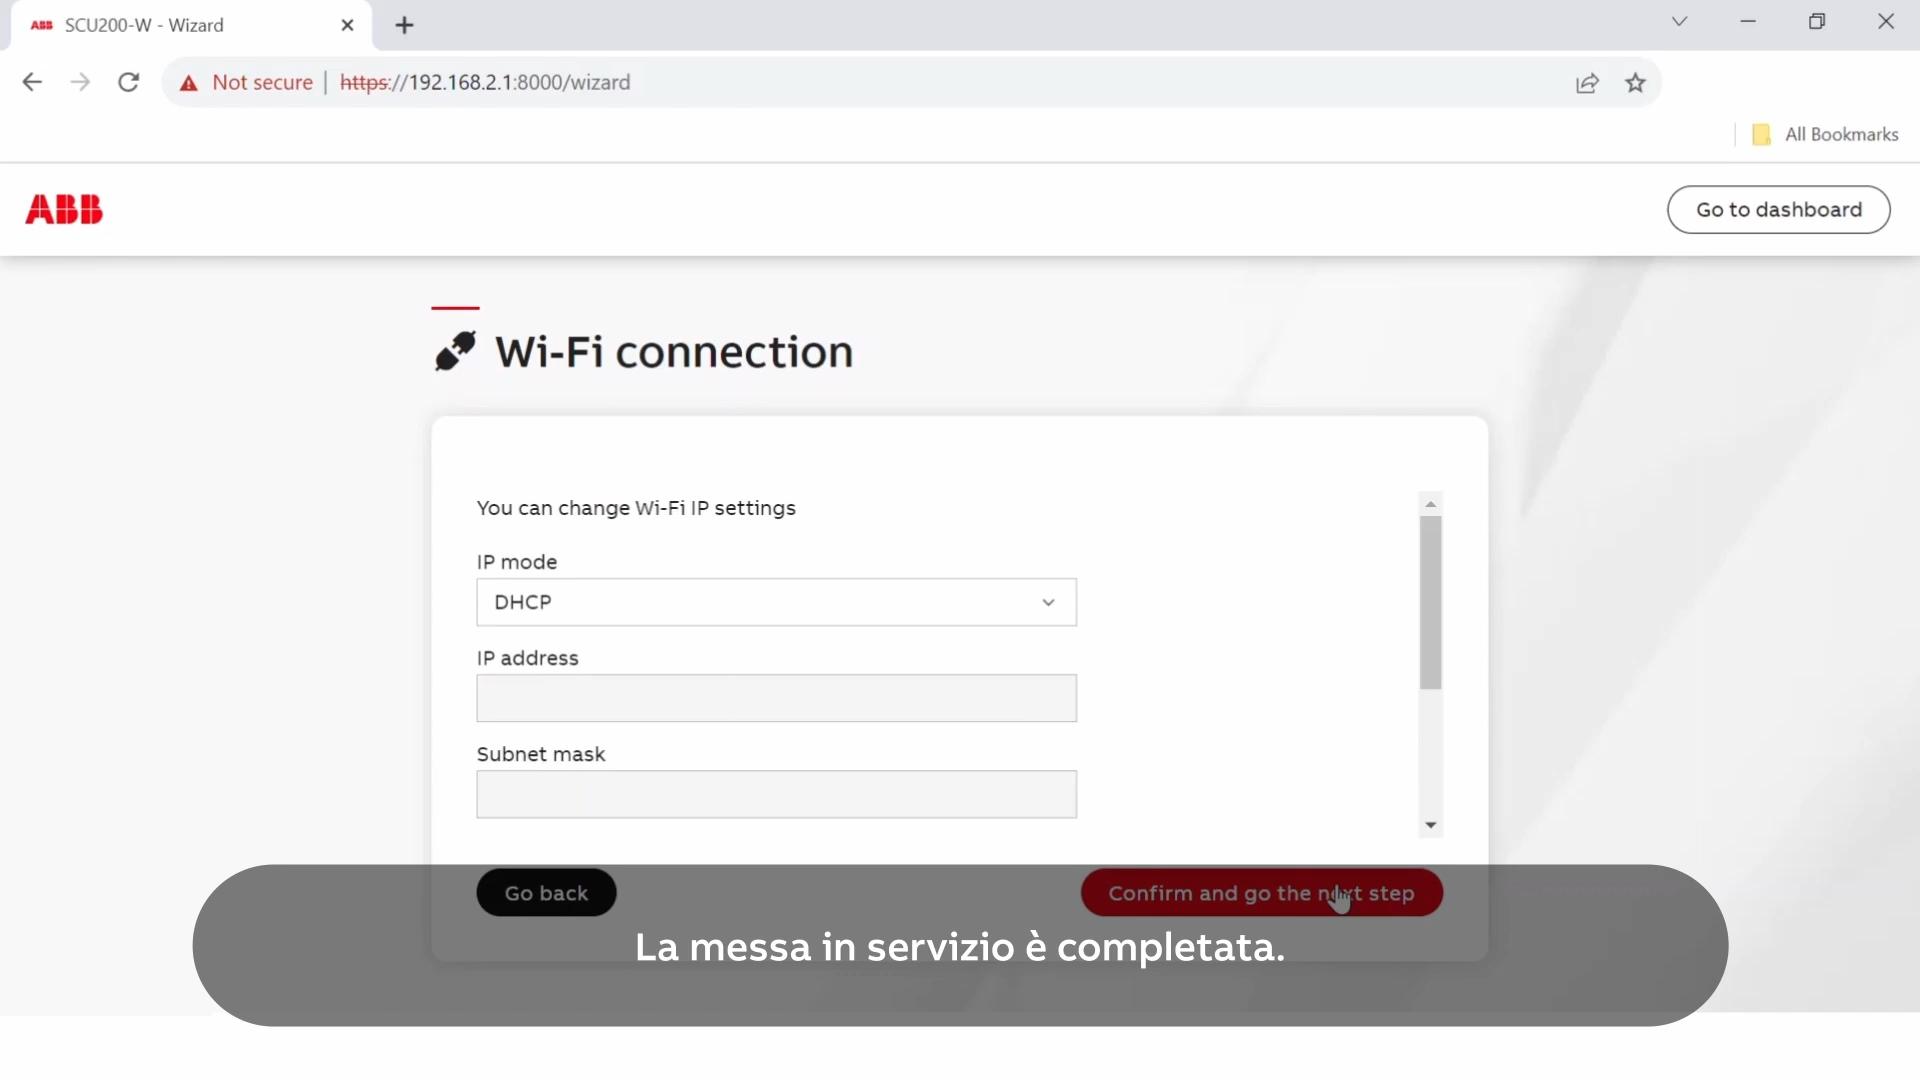 ABB SCU200-W - Wizard
Not secure | https://192.168.2.1:8000/wizard
All Bookmarks
ABB
Go to dashboard
Wi-Fi connection
You can change Wi-Fi IP settings
IP mode
DHCP
IP address
Subnet mask
Go back
Confirm and go the next step
La messa in servizio è completata.